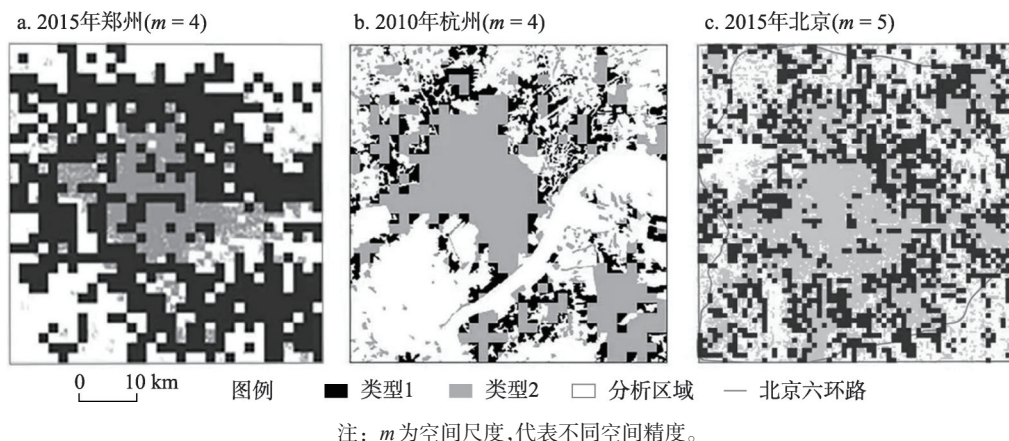 a. 2015年郑州(m = 4)
b. 2010年杭州(m = 4)
c. 2015年北京(m = 5)
0 10 km 图例 类型1 类型2 分析区域 北京六环路
注：m为空间尺度,代表不同空间精度。